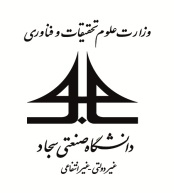 وزارت علوم تحقیقات و فناوری
دانشگاه صنعتی سجاد
غیردولتی-غیرانتفاعی